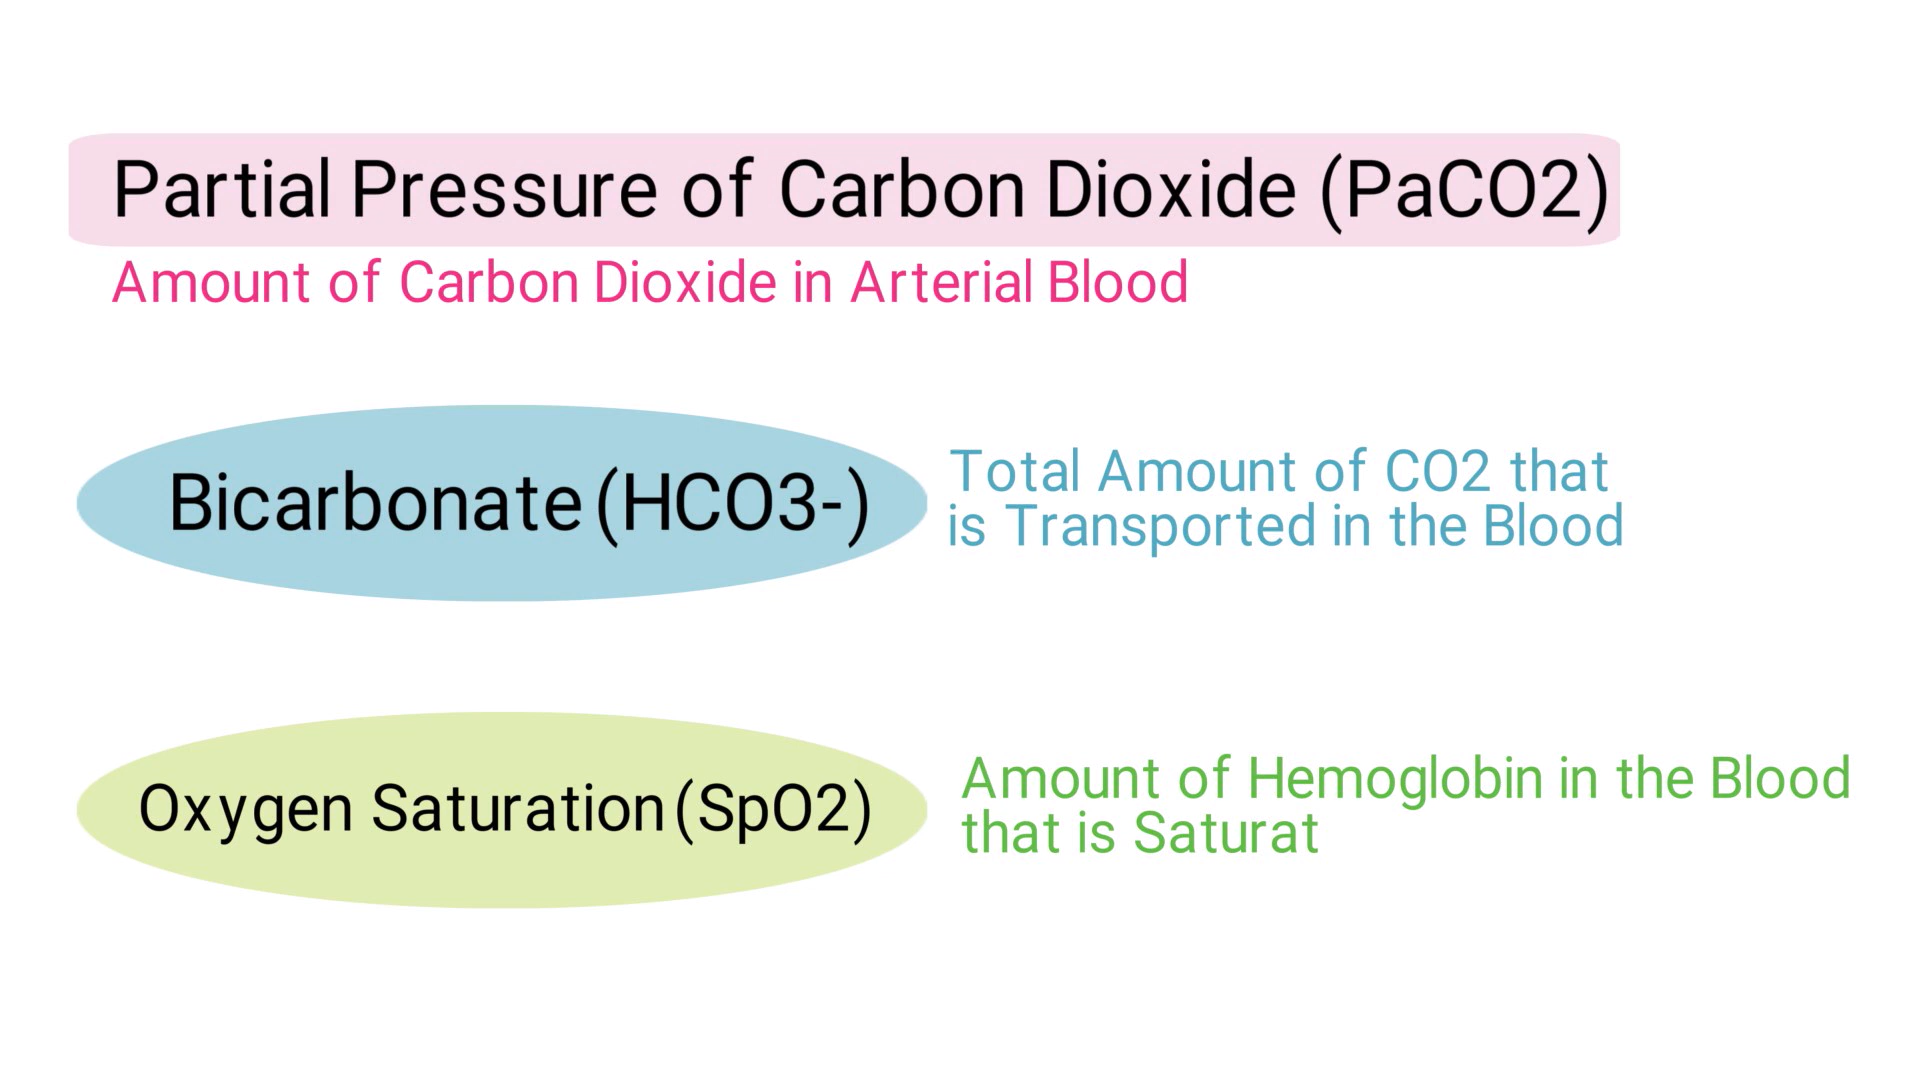 Partial Pressure of Carbon Dioxide (PaCO2)
Amount of Carbon Dioxide in Arterial Blood
Bicarbonate (HCO3-)
Total Amount of CO2 that
is Transported in the Blood
Oxygen Saturation (SpO2)
Amount of Hemoglobin in the Blood
that is Saturat